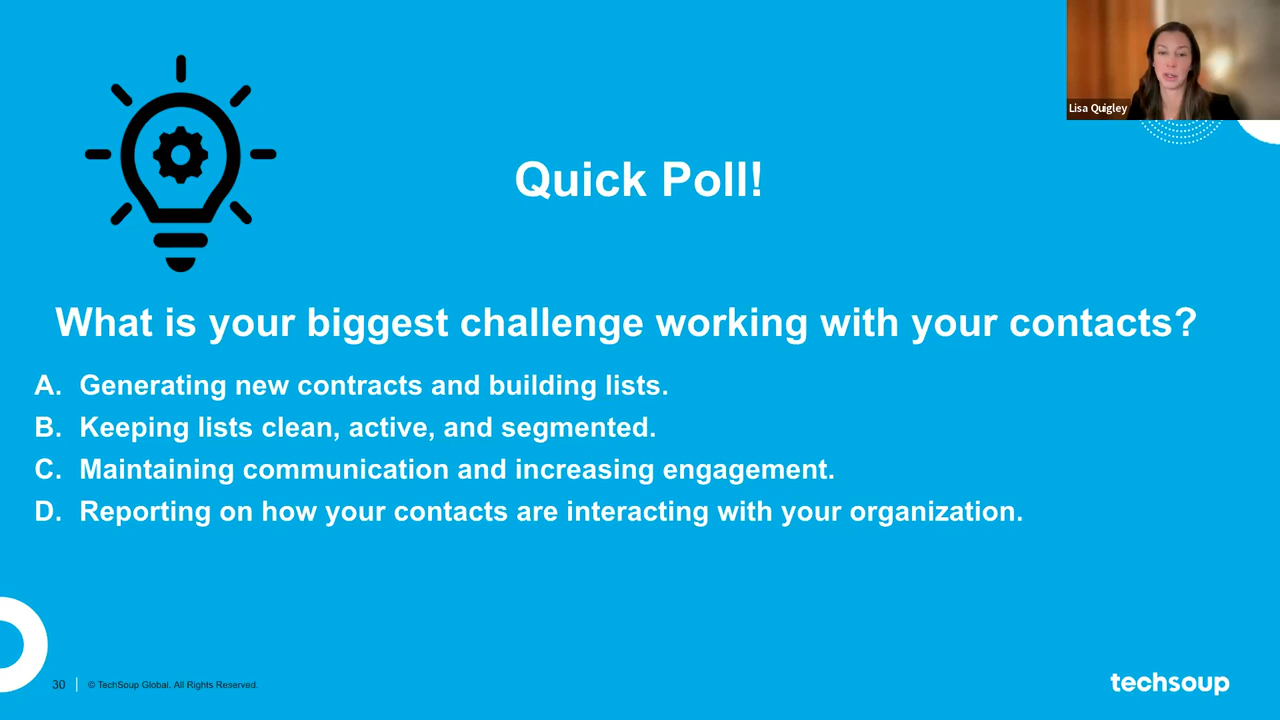 Lisa Quigley
Quick Poll!
What is your biggest challenge working with your contacts?
A. Generating new contracts and building lists.
B. Keeping lists clean, active, and segmented.
C. Maintaining communication and increasing engagement.
D. Reporting on how your contacts are interacting with your organization.
30 © TechSoup Global. All Rights Reserved.
techsoup